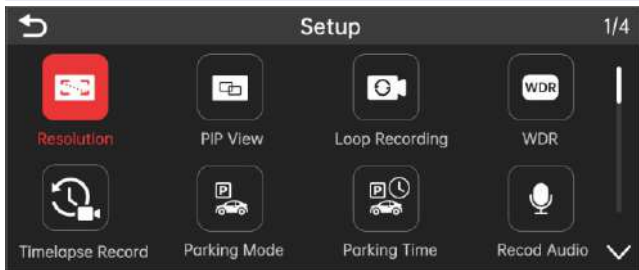 Setup 1/4
WDR
Resolution PIP View Loop Recording WDR
P P
Timelapse Record Parking Mode Parking Time Recod Audio